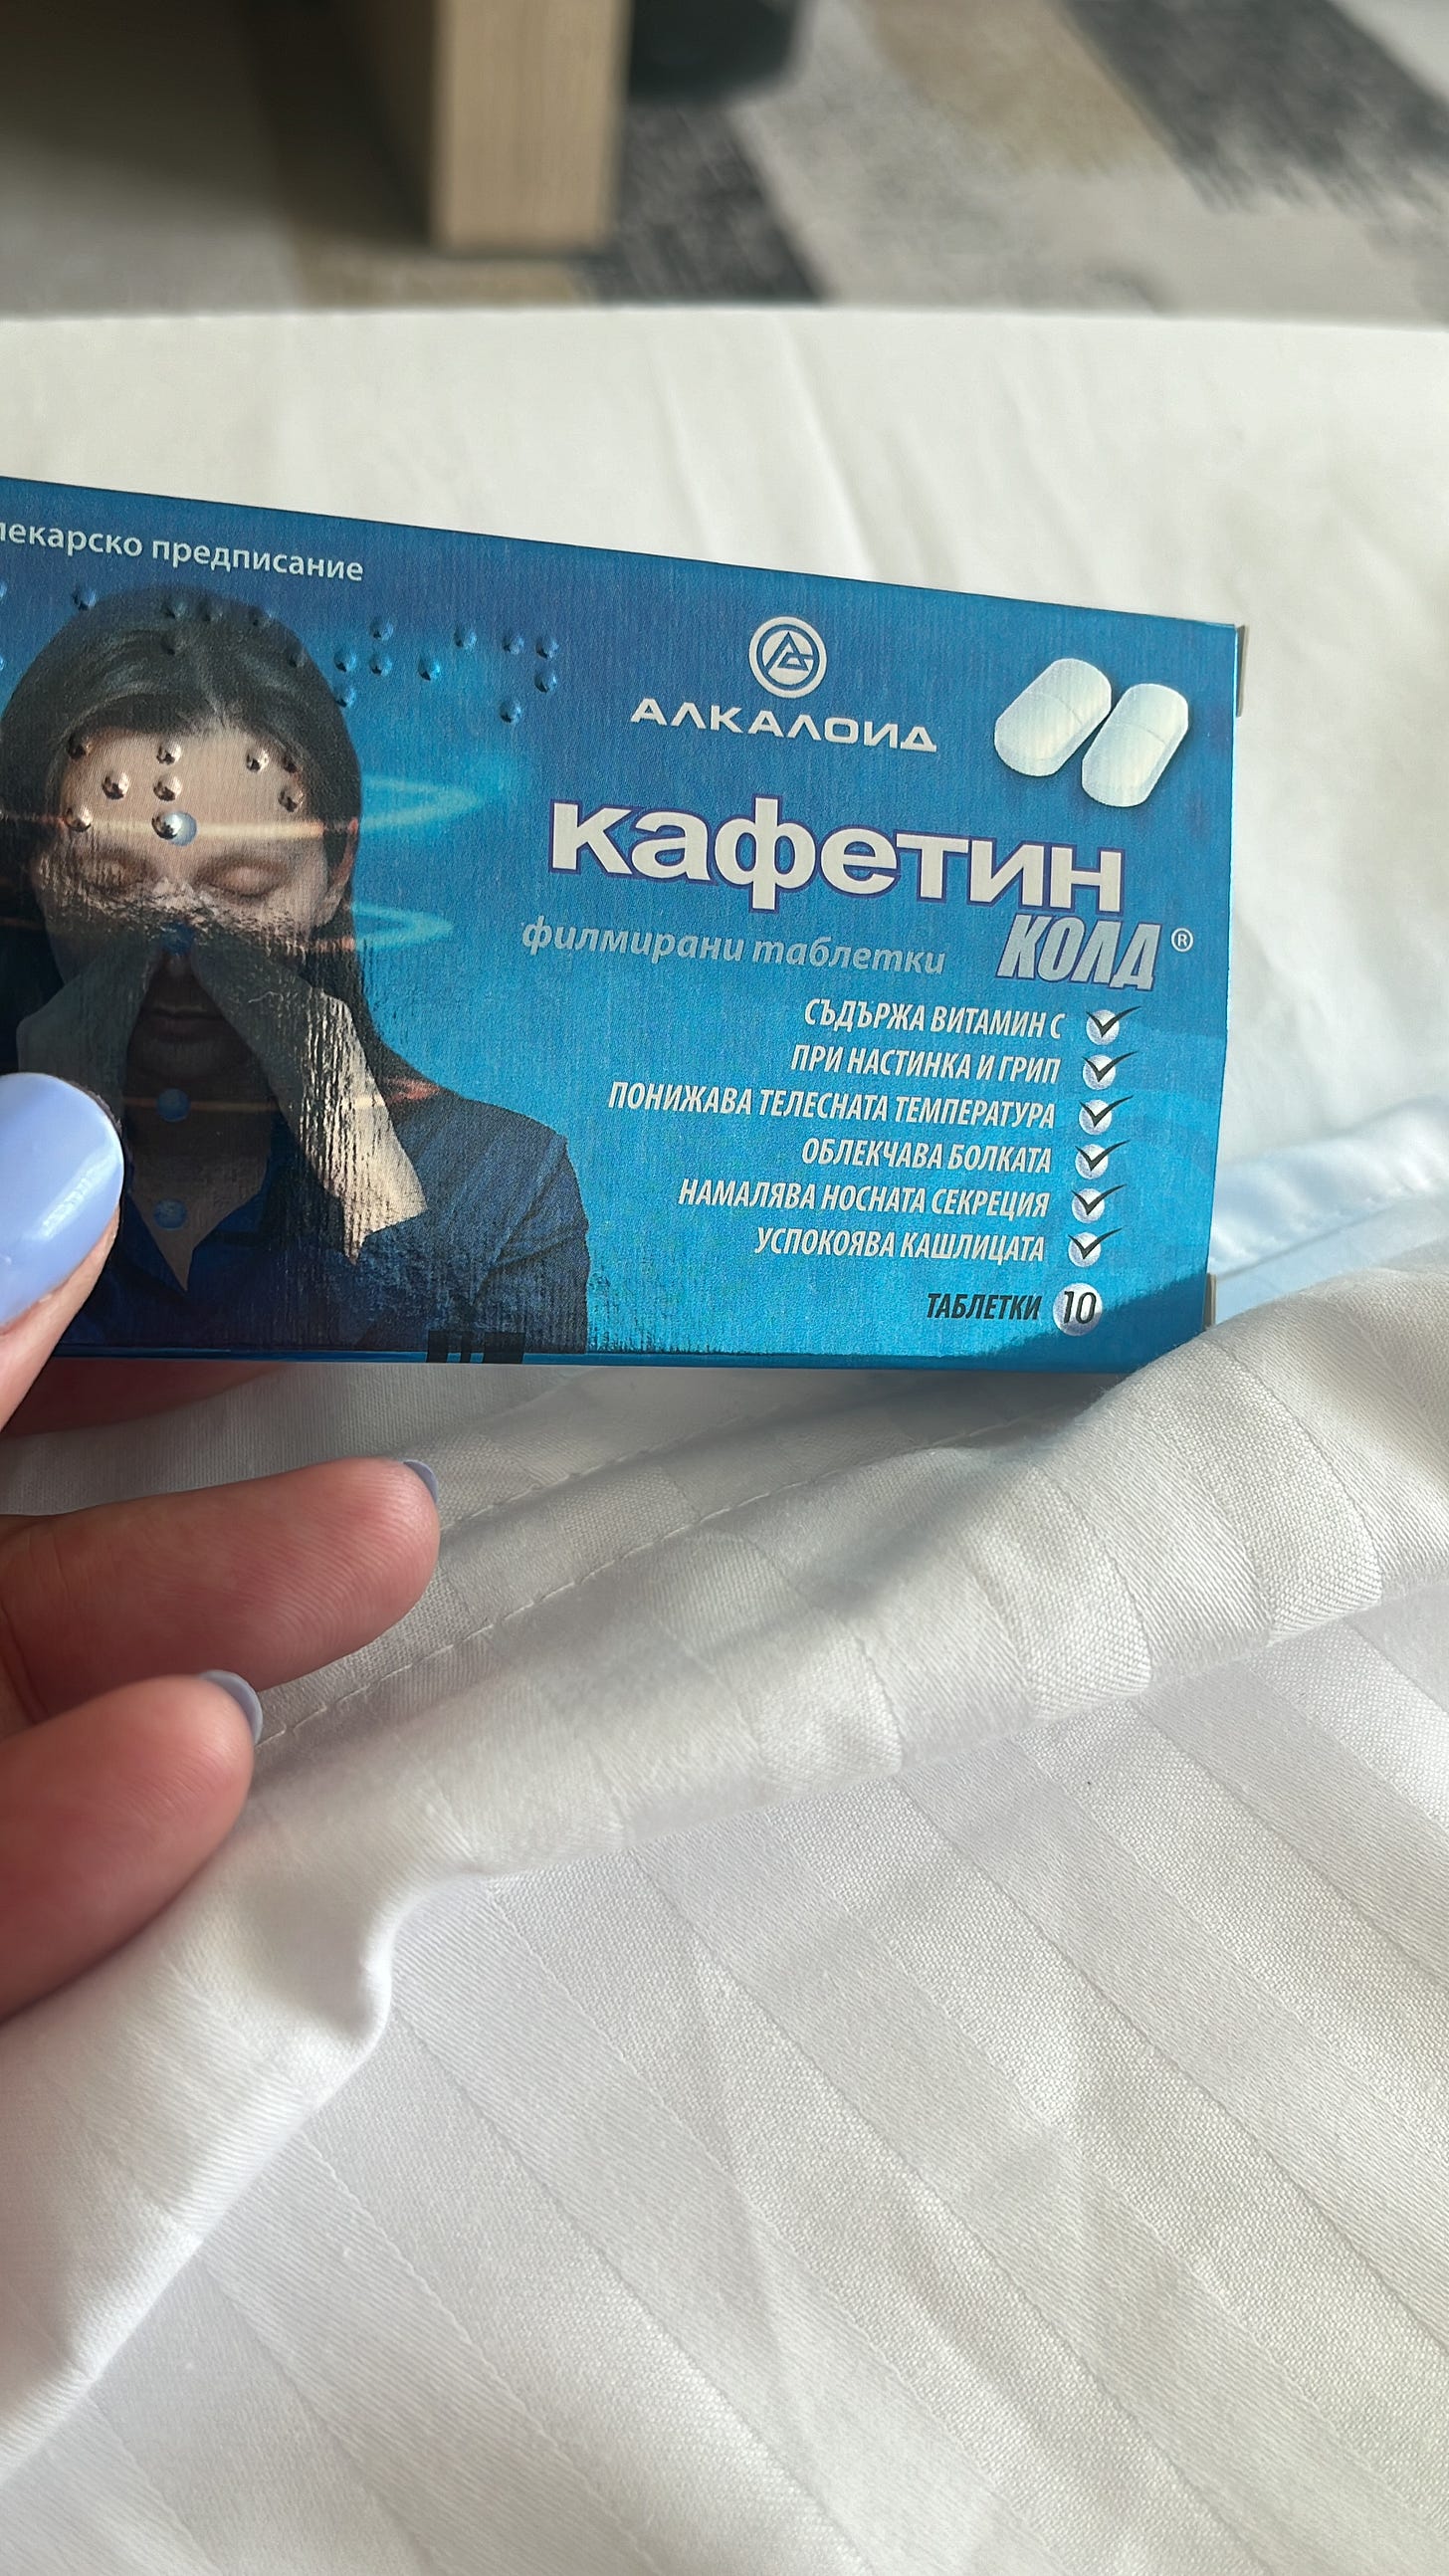 лекарско предписание
АЛКАЛОИД
кафетин
КОЛД ®
филмирани таблетки
СЪДЪРЖА ВИТАМИН С
ПРИ НАСТИНКА И ГРИП
ПОНИЖАВА ТЕЛЕСНАТА ТЕМПЕРАТУРА
ОБЛЕКЧАВА БОЛКАТА
НАМАЛЯВА НОСНАТА СЕКРЕЦИЯ
УСПОКОЯВА КАШЛИЦАТА
ТАБЛЕТКИ 10